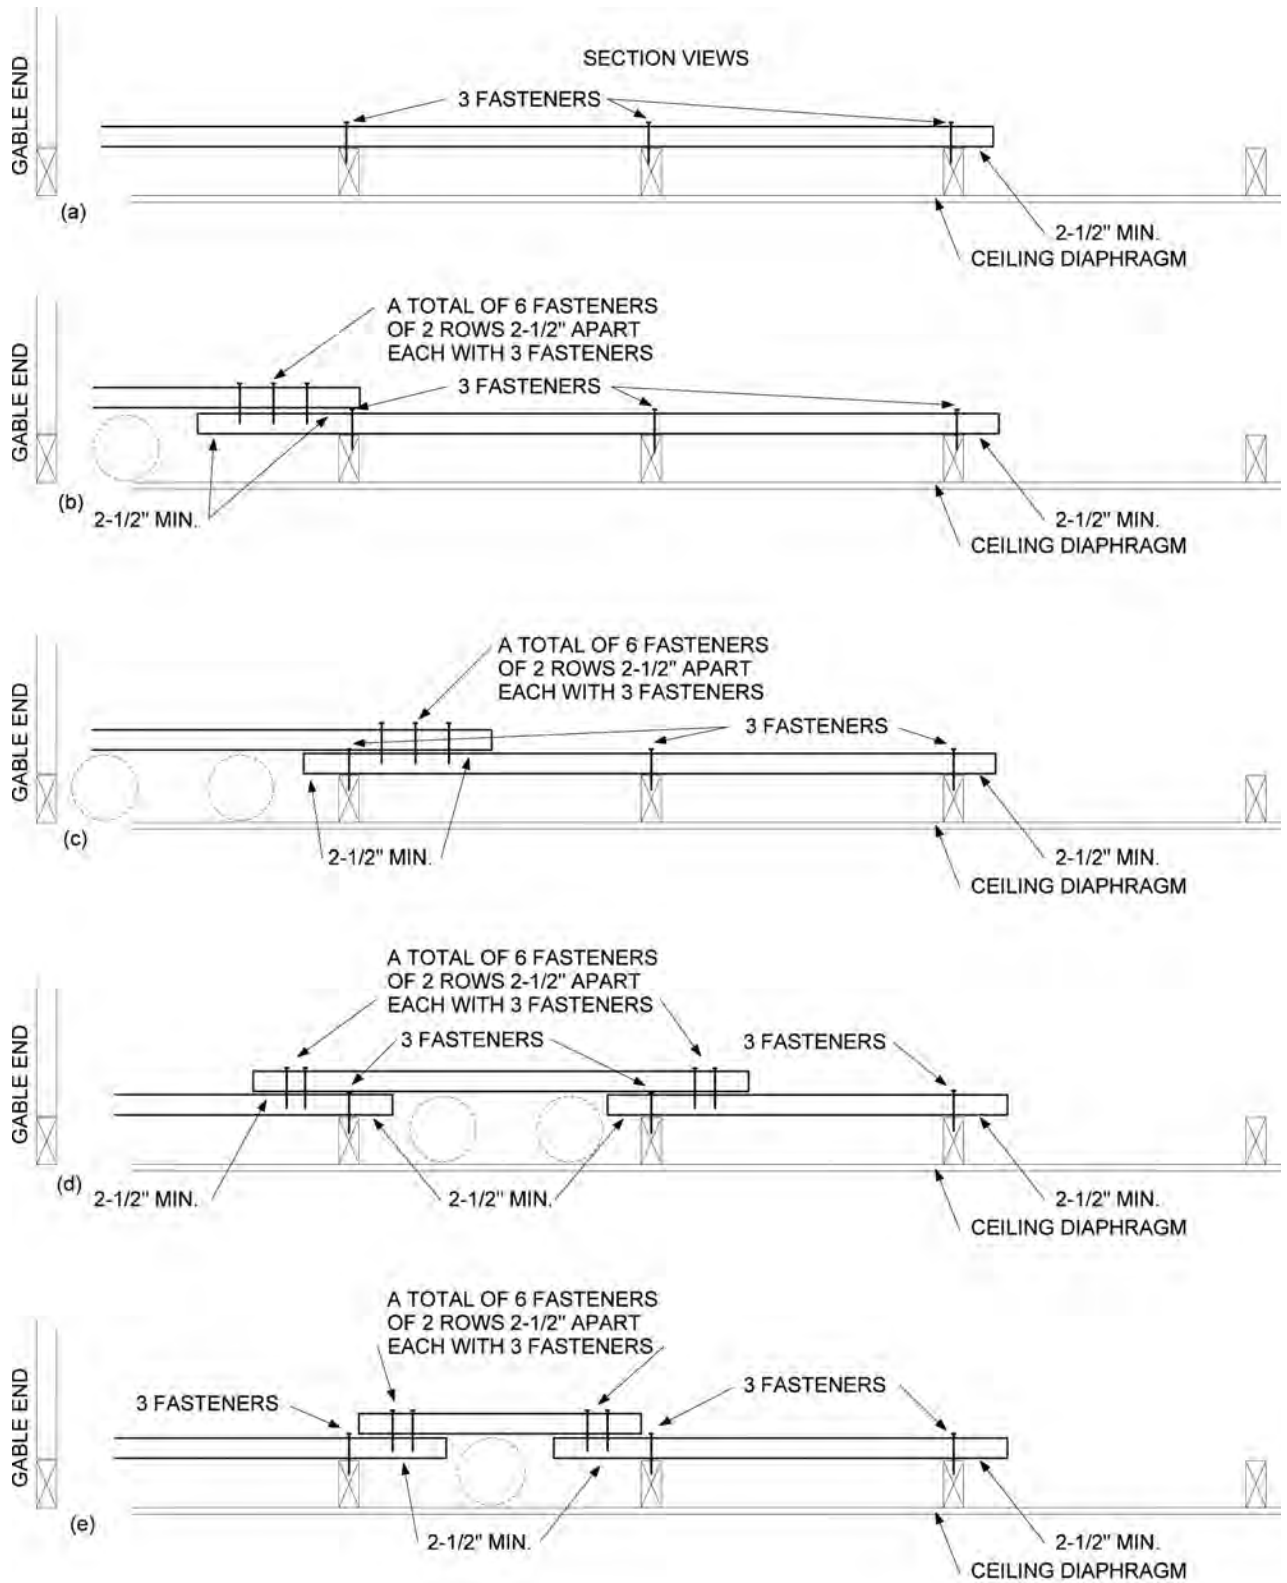 SECTION VIEWS
GABLE END
3 FASTENERS
(a)
2-1/2" MIN.
CEILING DIAPHRAGM
A TOTAL OF 6 FASTENERS
OF 2 ROWS 2-1/2" APART
EACH WITH 3 FASTENERS
GABLE END
3 FASTENERS
(b)
2-1/2" MIN.
2-1/2" MIN.
CEILING DIAPHRAGM
A TOTAL OF 6 FASTENERS
OF 2 ROWS 2-1/2" APART
EACH WITH 3 FASTENERS
GABLE END
3 FASTENERS
(c)
2-1/2" MIN.
2-1/2" MIN.
CEILING DIAPHRAGM
A TOTAL OF 6 FASTENERS
OF 2 ROWS 2-1/2" APART
EACH WITH 3 FASTENERS
GABLE END
3 FASTENERS
3 FASTENERS
(d)
2-1/2" MIN.
2-1/2" MIN.
2-1/2" MIN.
CEILING DIAPHRAGM
A TOTAL OF 6 FASTENERS
OF 2 ROWS 2-1/2" APART
EACH WITH 3 FASTENERS
GABLE END
3 FASTENERS
3 FASTENERS
(e)
2-1/2" MIN.
2-1/2" MIN.
CEILING DIAPHRAGM